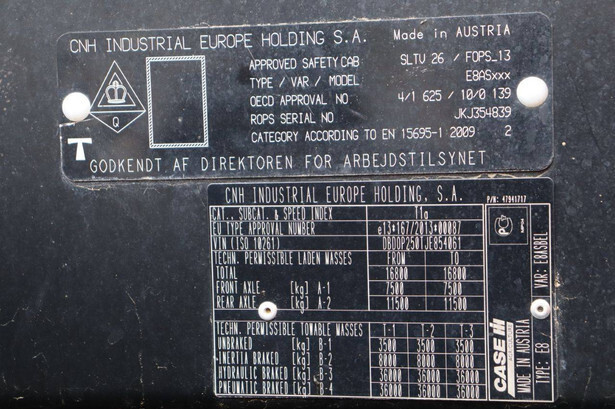 CNH INDUSTRIAL EUROPE HOLDING S.A. Made in AUSTRIA
APPROVED SAFETY CAB SLTV 26 / FOPS_13
TYPE / VAR / MODEL E8ASxxx
OECD APPROVAL NO 4/1 625 / 10/0 139
ROPS SERIAL NO JKJ354839
CATEGORY ACCORDING TO EN 15695-1:2009 2
Q
T
GODKENDT AF DIREKTOREN FOR ARBEJDSTILSYNET
CNH INDUSTRIAL EUROPE HOLDING, S.A. P/N: 47941717
CAT., SUBCAT. & SPEED INDEX T1a
EU TYPE APPROVAL NUMBER e13*167/2013*00087
VIN (ISO 10261) DBDDP250TJE854061
TECHN. PERMISSIBLE LADEN MASSES FROM TO
TOTAL 16800 16800
FRONT AXLE [kg] A-1 7500 7500
REAR AXLE [kg] A-2 11500 11500
TECHN. PERMISSIBLE TOWABLE MASSES T-1 T-2 T-3
UNBRAKED [kg] B-1 3500 3500 3500
INERTIA BRAKED [kg] B-2 8000 8000 8000
HYDRAULIC BRAKED [kg] B-3 36000 36000 36000
PNEUMATIC BRAKED [kg] B-4 36000 36000 36000
CASE IH
MADE IN AUSTRIA
TYPE: E8 VAR: E8ASBEL